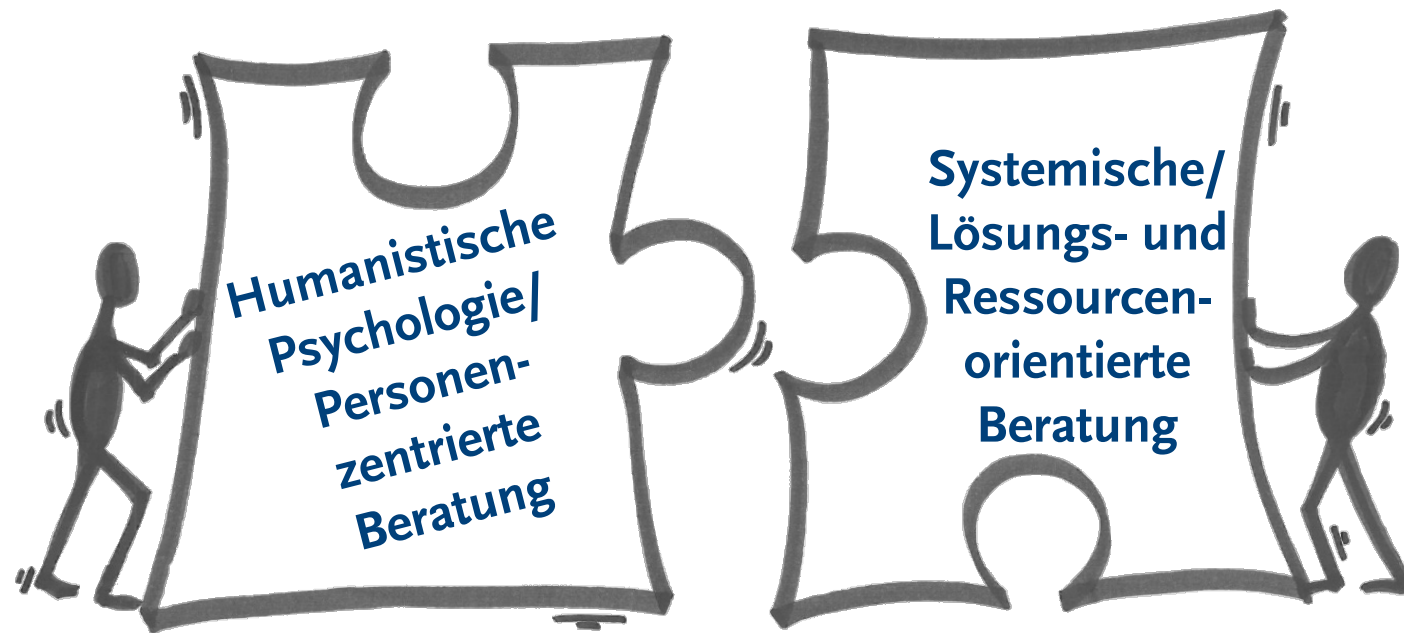 Humanistische
Psychologie/
Personen-
zentrierte
Beratung
Systemische/
Lösungs- und
Ressourcen-
orientierte
Beratung